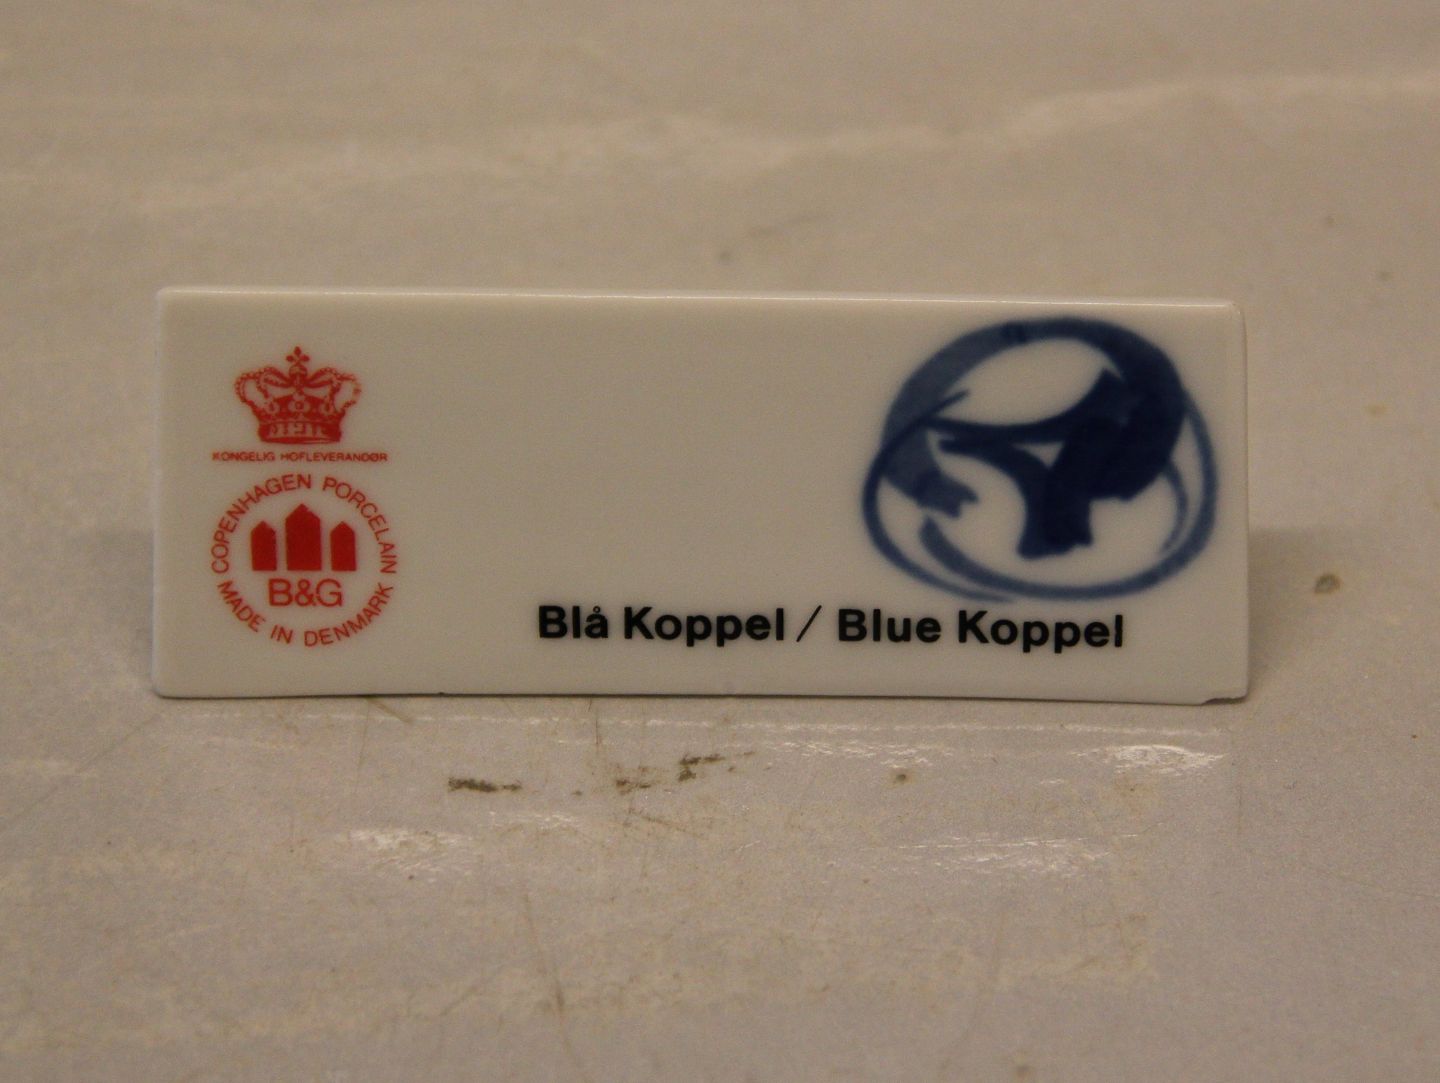 KONGELIG HOFLEVERANDØR
COPENHAGEN PORCELAIN
B&G
MADE IN DENMARK
Blå Koppel / Blue Koppel